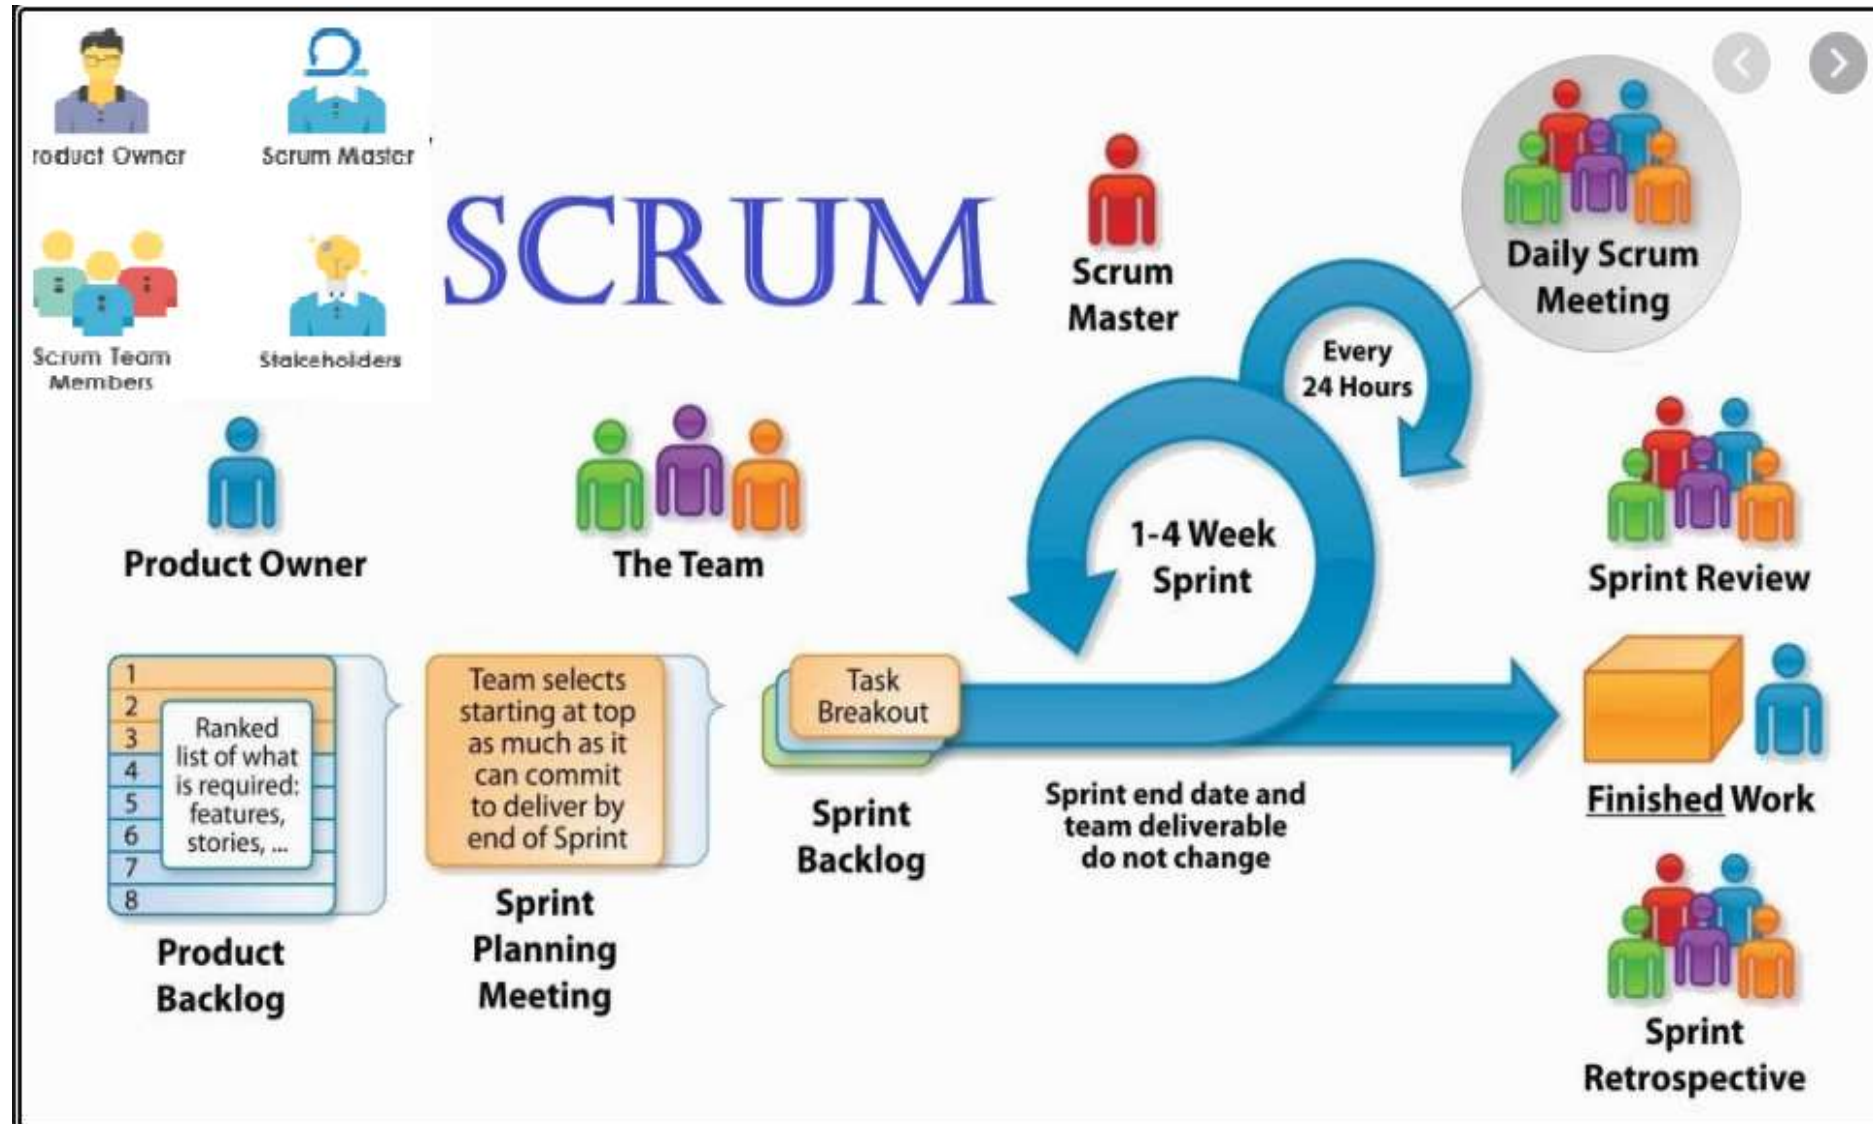 roduct Owner
Scrum Master
Scrum Team
Members
Stakeholders
SCRUM
Scrum
Master
Daily Scrum
Meeting
Every
24 Hours
Product Owner
The Team
1-4 Week
Sprint
Sprint Review
1
2
3
4
5
6
7
8
Ranked
list of what
is required:
features,
stories, ...
Product
Backlog
Team selects
starting at top
as much as it
can commit
to deliver by
end of Sprint
Sprint
Planning
Meeting
Task
Breakout
Sprint
Backlog
Sprint end date and
team deliverable
do not change
Finished Work
Sprint
Retrospective